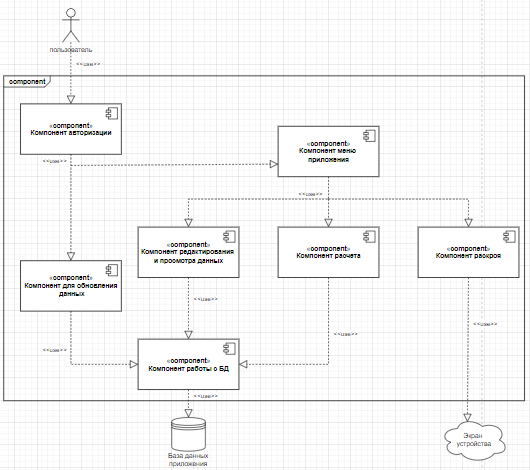 пользователь
<<use>>
component
«component»
Компонент авторизации
<<use>>
«component»
Компонент меню
приложения
<<use>>
«component»
Компонент редактирования
и просмотра данных
«component»
Компонент расчета
«component»
Компонент раскроя
«component»
Компонент для обновления
данных
<<use>>
<<use>>
<<use>>
<<use>>
«component»
Компонент работы с БД
<<use>>
База данных
приложения
Экран
устройства